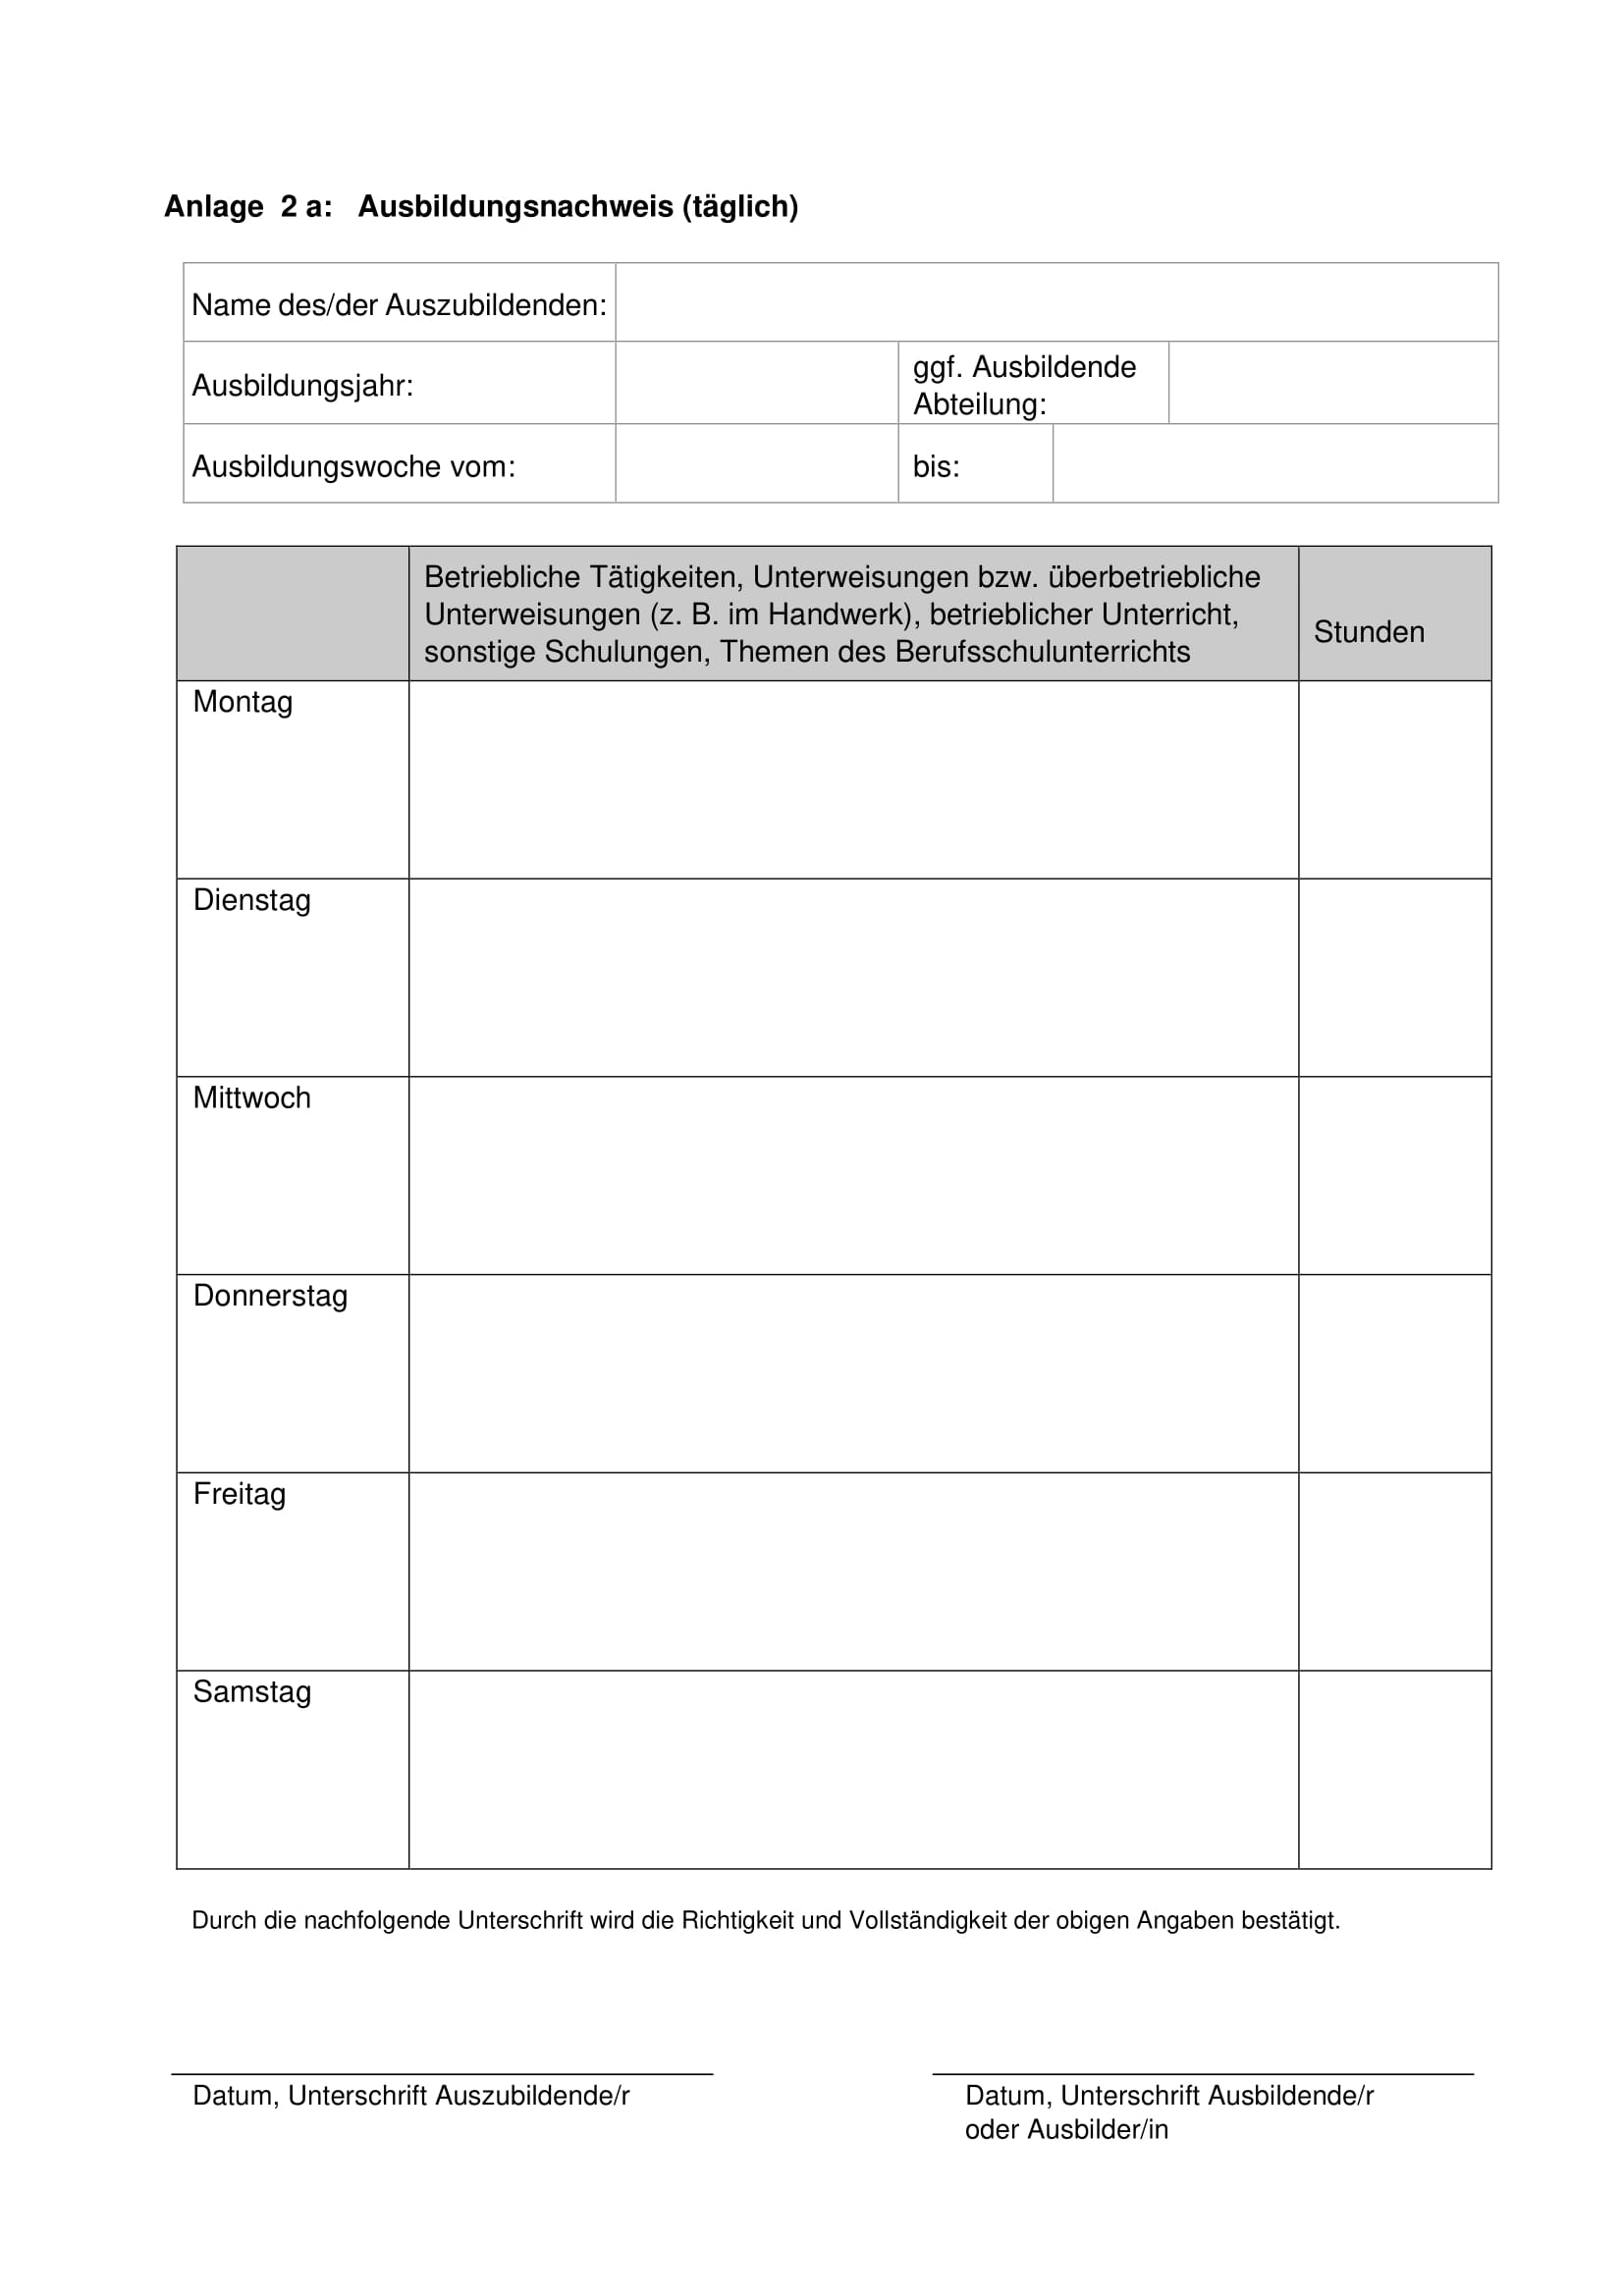 Anlage 2 a: Ausbildungsnachweis (täglich)
Name des/der Auszubildenden:
Ausbildungsjahr:
ggf. Ausbildende
Abteilung:
Ausbildungswoche vom:
bis:
Betriebliche Tätigkeiten, Unterweisungen bzw. überbetriebliche
Unterweisungen (z. B. im Handwerk), betrieblicher Unterricht,
sonstige Schulungen, Themen des Berufsschulunterrichts
Stunden
Montag
Dienstag
Mittwoch
Donnerstag
Freitag
Samstag
Durch die nachfolgende Unterschrift wird die Richtigkeit und Vollständigkeit der obigen Angaben bestätigt.
Datum, Unterschrift Auszubildende/r
Datum, Unterschrift Ausbildende/r
oder Ausbilder/in